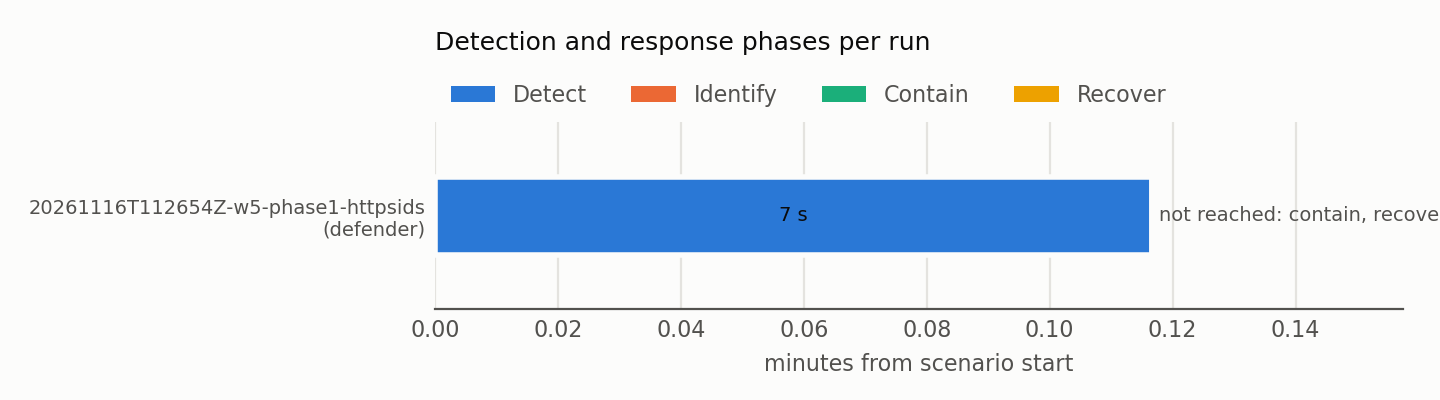 Detection and response phases per run
Detect Identify Contain Recover
20261116T112654Z-w5-phase1-httpsids
(defender)
7 s
not reached: contain, recove
0.00 0.02 0.04 0.06 0.08 0.10 0.12 0.14
minutes from scenario start